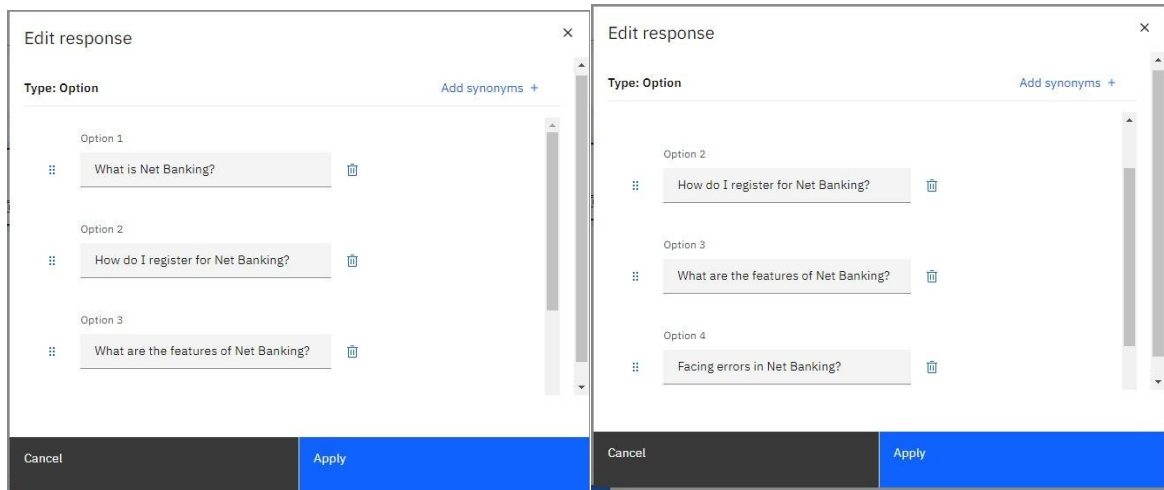 Edit response
Type: Option
Add synonyms +
Option 1
What is Net Banking?
Option 2
How do I register for Net Banking?
Option 3
What are the features of Net Banking?
Cancel
Apply
Edit response
Type: Option
Add synonyms +
Option 2
How do I register for Net Banking?
Option 3
What are the features of Net Banking?
Option 4
Facing errors in Net Banking?
Cancel
Apply